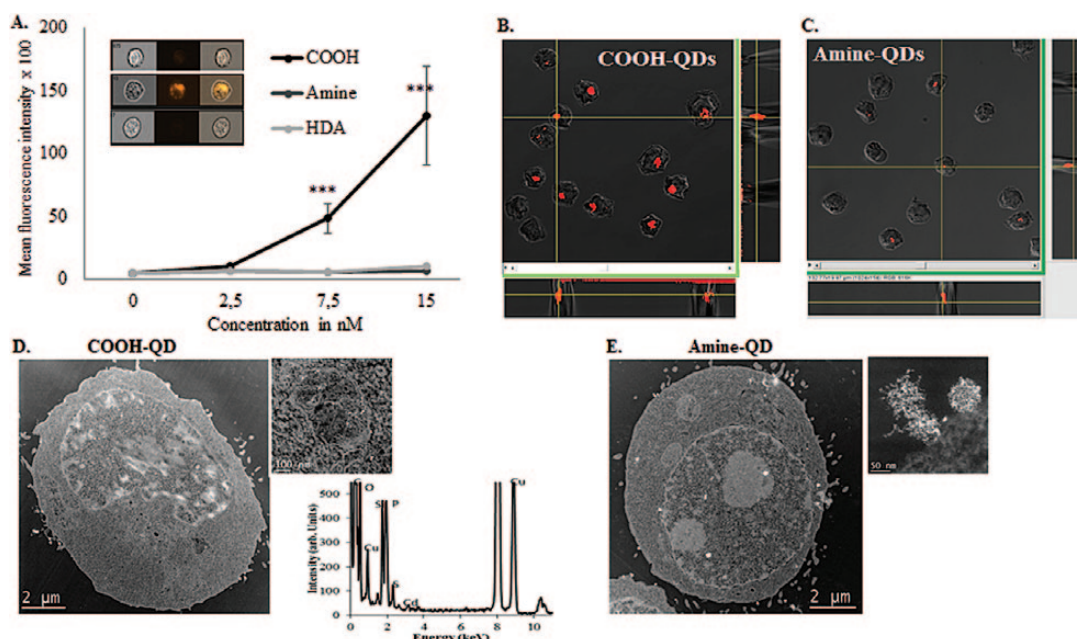 A.
200
150
100
50
0
Mean fluorescence intensity x 100
COOH
Amine
HDA
***
***
0 2,5 7,5 15
Concentration in nM
B.
COOH-QDs
C.
Amine-QDs
D.
COOH-QD
2 µm
100 nm
500
400
300
200
100
0
Intensity (arb. Units)
C O Cu S P S Cd Cu
0 2 4 6 8 10
Energy (keV)
E.
Amine-QD
2 µm
50 nm